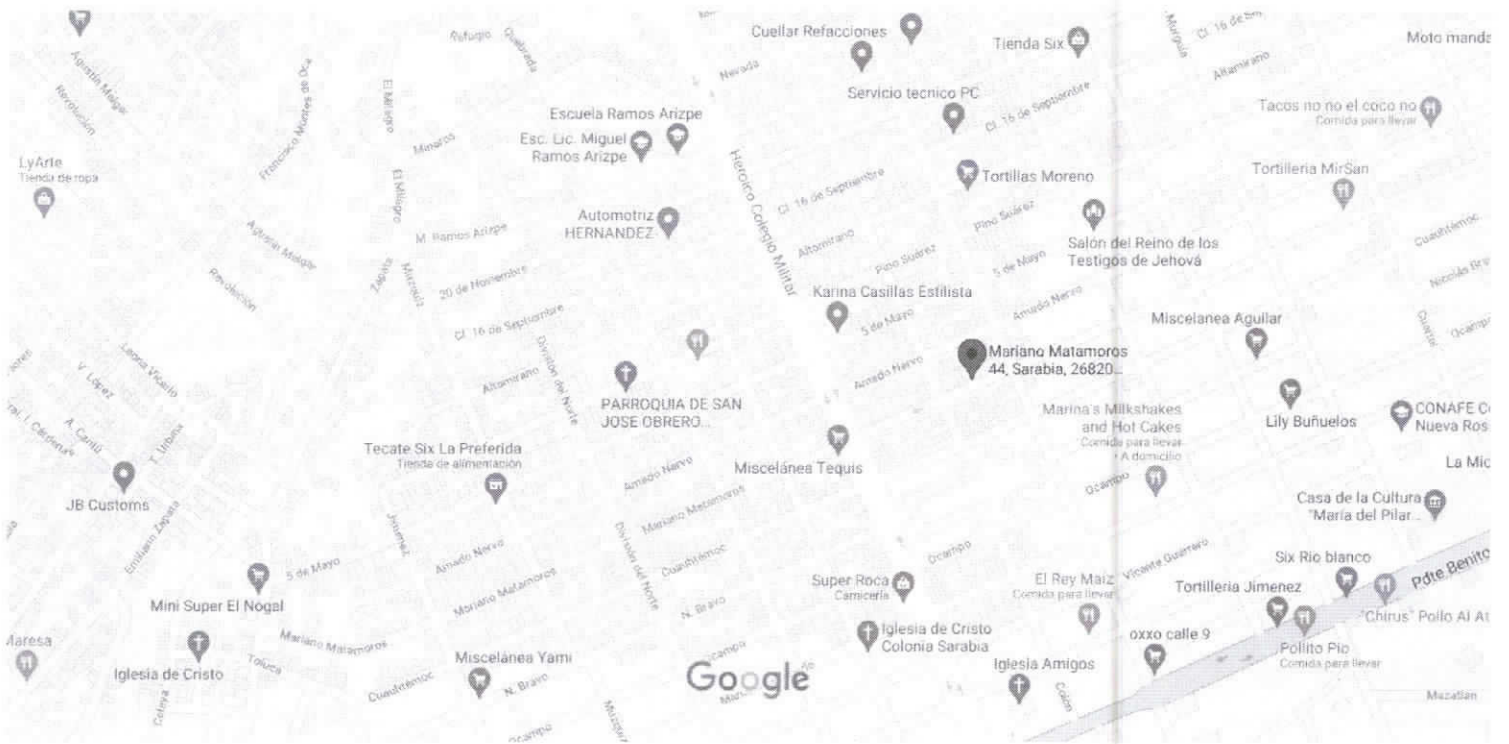 Refugio
Quebrada
Nevada
Cuellar Refacciones
Tienda Six
Murguía
Altamirano
Moto manda
Agustín Melgar
Revolución
Francisco Montes de Oca
El Milagro
Mineros
Escuela Ramos Arizpe
Esc. Lic. Miguel
Ramos Arizpe
Servicio tecnico PC
Cl. 16 de Septiembre
Tacos no no el coco no
Comida para llevar
LyArte
Tienda de ropa
El Milagro
Heroico Colegio Militar
Cl. 16 de Septiembre
Tortillas Moreno
Tortilleria MirSan
Automotriz
HERNANDEZ
M. Ramos Arizpe
Agustín Melgar
Altamirano
Pino Suárez
Pino Suárez
Salón del Reino de los
Testigos de Jehová
Cuauhtémoc
Zapata
Múzquiz
20 de Noviembre
Revolución
5 de Mayo
Karina Casillas Estilista
Amado Nervo
Cl. 16 de Septiembre
5 de Mayo
Miscelanea Aguilar
División de Norte
Mariano Matamoros
44, Sarabia, 26820...
Amado Nervo
Leona Vicario
V. López
Altamirano
PARROQUIA DE SAN
JOSE OBRERO...
Marina's Milkshakes
and Hot Cakes
Comida para llevar
• A domicilio
Lily Buñuelos
CONAFE C
Nueva Ros
A. Cantú
T. Urbina
Tecate Six La Preferida
Tienda de alimentación
Amado Nervo
Miscelánea Tequis
Ocampo
La Mic
JB Customs
Mariano Matamoros
Casa de la Cultura
"María del Pilar...
Emiliano Zapata
Jimenez
División del Norte
Cuauhtémoc
Amado Nervo
Ocampo
Vicente Guerrero
5 de Mayo
Mini Super El Nogal
Mariano Matamoros
N. Bravo
Super Roca
Carnicería
El Rey Maiz
Comida para llevar
Six Rio blanco
Tortilleria Jimenez
Pdte Benito
"Chirus" Pollo Al At
Maresa
Iglesia de Cristo
Mariano Matamoros
Toluca
Celaya
Cuauhtémoc
Miscelánea Yami
N. Bravo
Ocampo
Ocampo
Google
Iglesia de Cristo
Colonia Sarabia
Iglesia Amigos
Colón
oxxo calle 9
Pollito Pio
Comida para llevar
Mazatlan